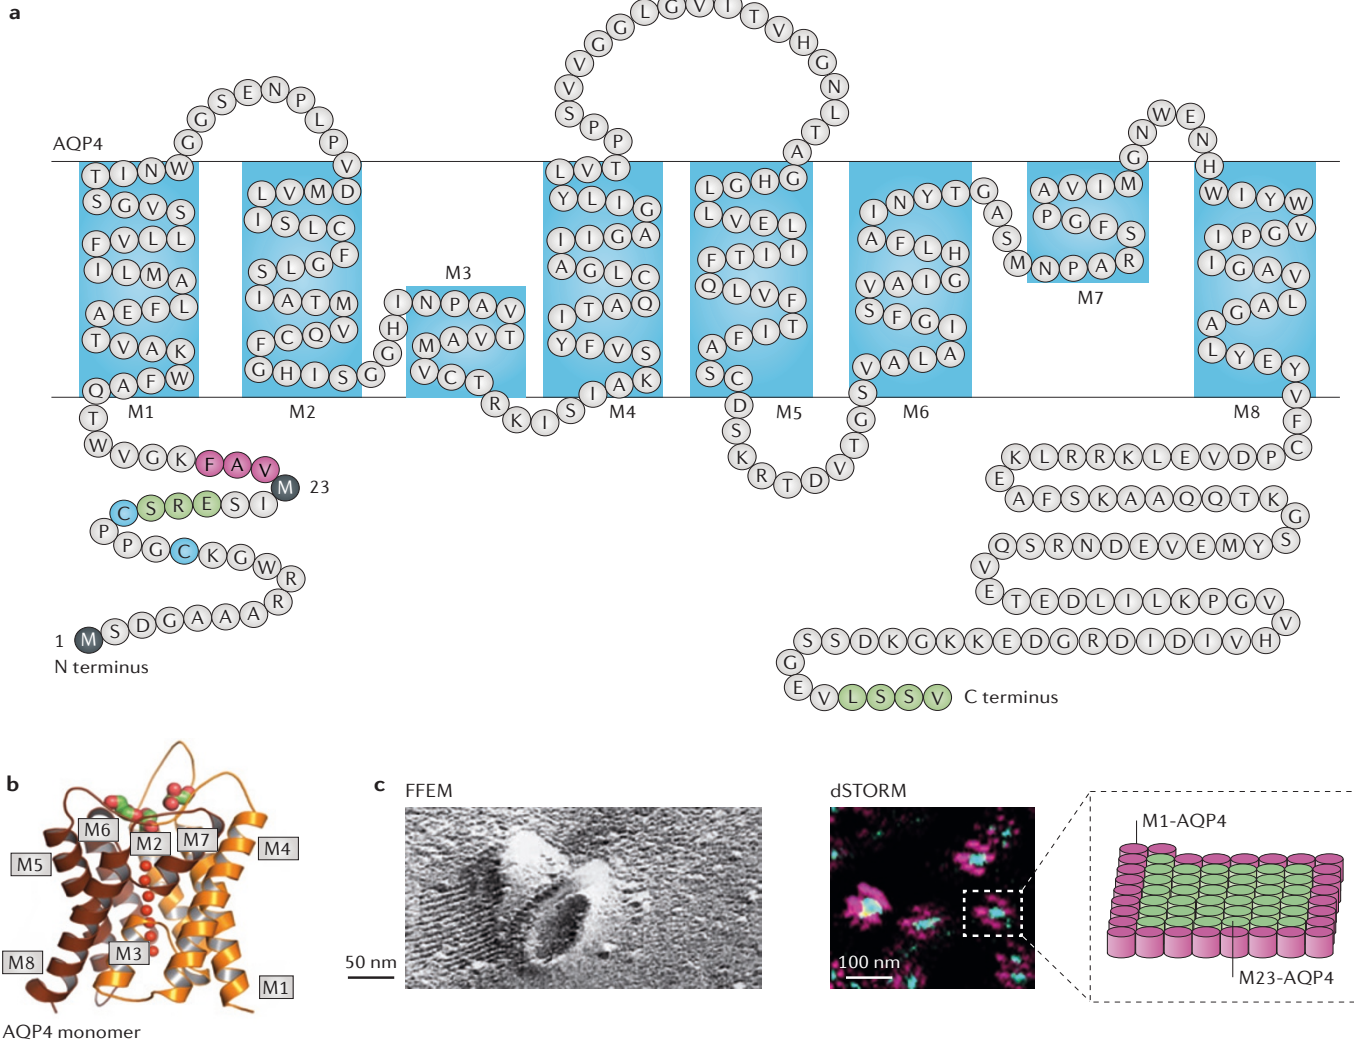 a
AQP4
G G S E N P L P V
P P S V V G G L G V I T V H G N L T A
G N W E N H
T I N W
S G V S
F V L L
I L M A
A E F L
T V A K
Q A F W
M1
L V M D
I S L C
S L G F
I A T M
F C Q V
G H I S G G H
M2
M3
I N P A V
M A V T
V C T
R K I S I
L V T
Y L I G
I I G A
A G L C
I T A Q
Y F V S
A K
M4
L G H G
L V E L
F T I I
Q L V F
A F I T
S C
M5
D S K R T D V T G S
I N Y T G
A F L H
V A I G
S F G I
V A L A
M6
A S M
A V I M
P G F S
N P A R
M7
W I Y W
I P G V
I G A V
A G A L
L Y E Y
M8
V F C
T
W V G K F A V
M 23
C S R E S I
P P G C K G W R
1 M S D G A A A R
N terminus
K L R R K L E V D P
E
A F S K A A Q Q T K
G
Q S R N D E V E M Y S
V
E T E D L I L K P G V
V
S S D K G K K E D G R D I D I V H
G
E V L S S V C terminus
b
M6
M2
M7
M5
M4
M3
M8
M1
AQP4 monomer
c
FFEM
50 nm
dSTORM
100 nm
M1-AQP4
M23-AQP4